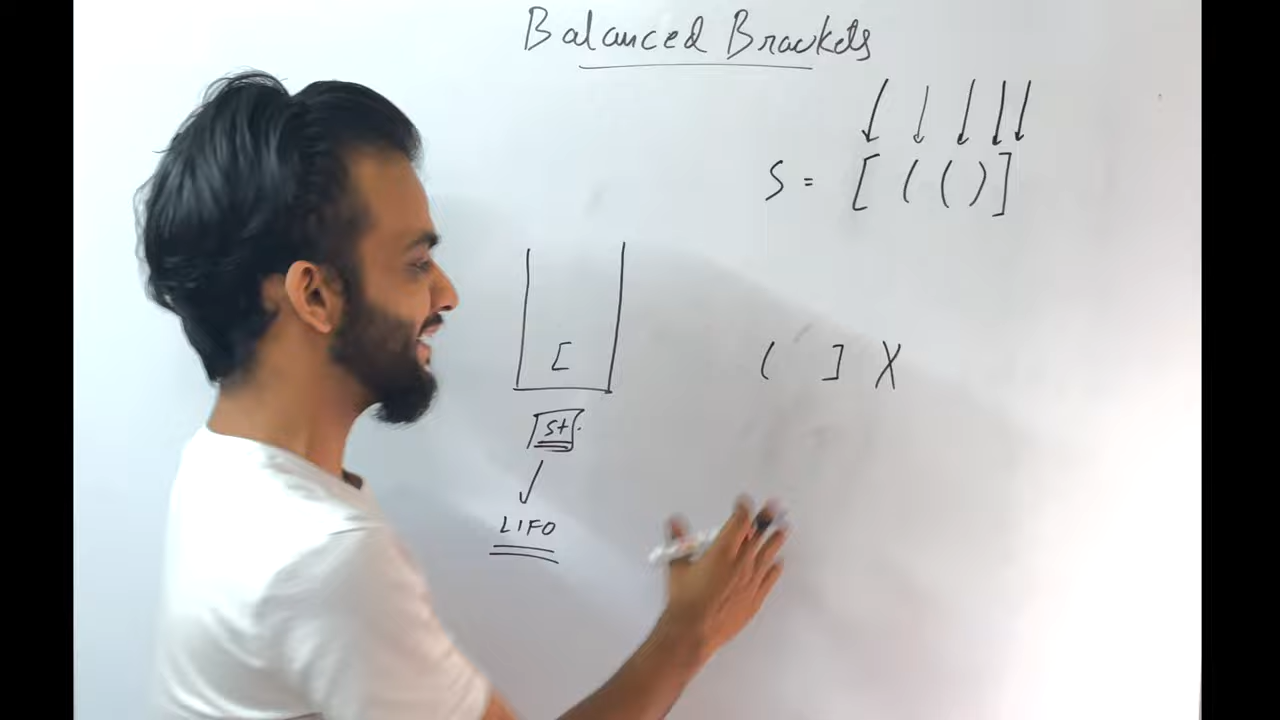 Balanced Brackets
S = [ ( ( ) ]
[
( ] X
St
LIFO